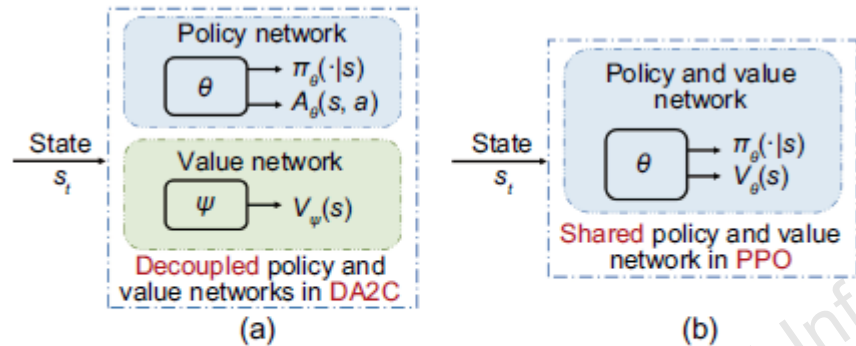 Policy network
θ
π_θ(·|s)
A_θ(s, a)
State
s_t
Value network
ψ
V_ψ(s)
Decoupled policy and
value networks in DA2C
(a)
Policy and value
network
State
s_t
θ
π_θ(·|s)
V_θ(s)
Shared policy and value
network in PPO
(b)
Inf